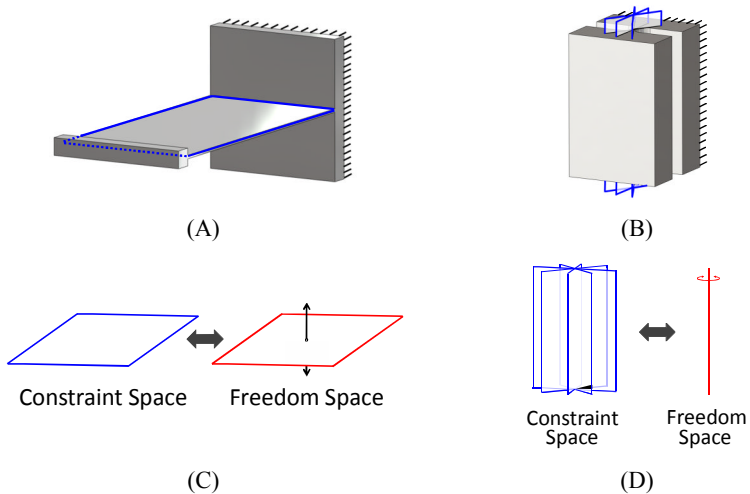 (A)
(B)
Constraint Space
Freedom Space
Constraint
Space
Freedom
Space
(C)
(D)